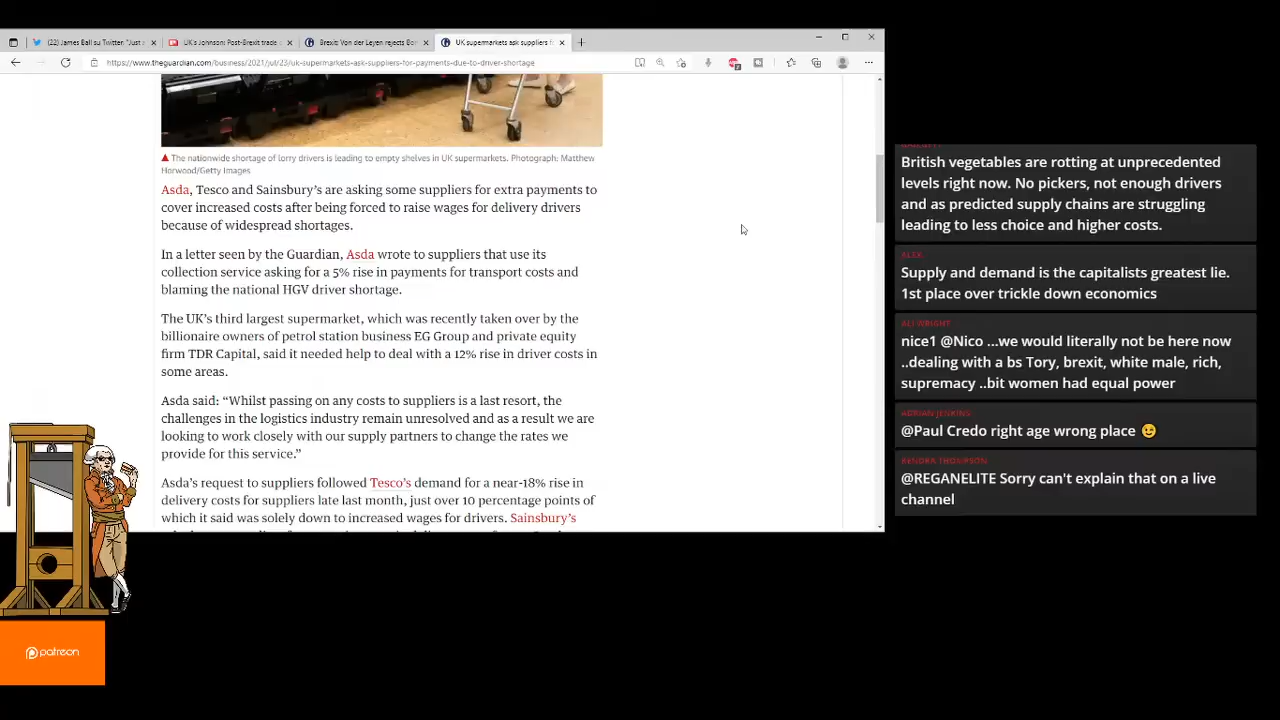 (22) James Ball su Twitter: "Just a
UK's Johnson: Post-Brexit trade
Brexit: Von der Leyen rejects Bor
UK supermarkets ask suppliers f
https://www.theguardian.com/business/2021/jul/23/uk-supermarkets-ask-suppliers-for-payments-due-to-driver-shortage
The nationwide shortage of lorry drivers is leading to empty shelves in UK supermarkets. Photograph: Matthew
Horwood/Getty Images
Asda, Tesco and Sainsbury's are asking some suppliers for extra payments to
cover increased costs after being forced to raise wages for delivery drivers
because of widespread shortages.
In a letter seen by the Guardian, Asda wrote to suppliers that use its
collection service asking for a 5% rise in payments for transport costs and
blaming the national HGV driver shortage.
The UK's third largest supermarket, which was recently taken over by the
billionaire owners of petrol station business EG Group and private equity
firm TDR Capital, said it needed help to deal with a 12% rise in driver costs in
some areas.
Asda said: “Whilst passing on any costs to suppliers is a last resort, the
challenges in the logistics industry remain unresolved and as a result we are
looking to work closely with our supply partners to change the rates we
provide for this service.”
Asda's request to suppliers followed Tesco's demand for a near-18% rise in
delivery costs for suppliers late last month, just over 10 percentage points of
which it said was solely down to increased wages for drivers. Sainsbury's
British vegetables are rotting at unprecedented
levels right now. No pickers, not enough drivers
and as predicted supply chains are struggling
leading to less choice and higher costs.
Supply and demand is the capitalists greatest lie.
1st place over trickle down economics
ALI WRIGHT
nice1 @Nico ...we would literally not be here now
..dealing with a bs Tory, brexit, white male, rich,
supremacy ..bit women had equal power
ADRIAN JENKINS
@Paul Credo right age wrong place 😉
KENDRA THOMPSON
@REGANELITE Sorry can't explain that on a live
channel
patreon